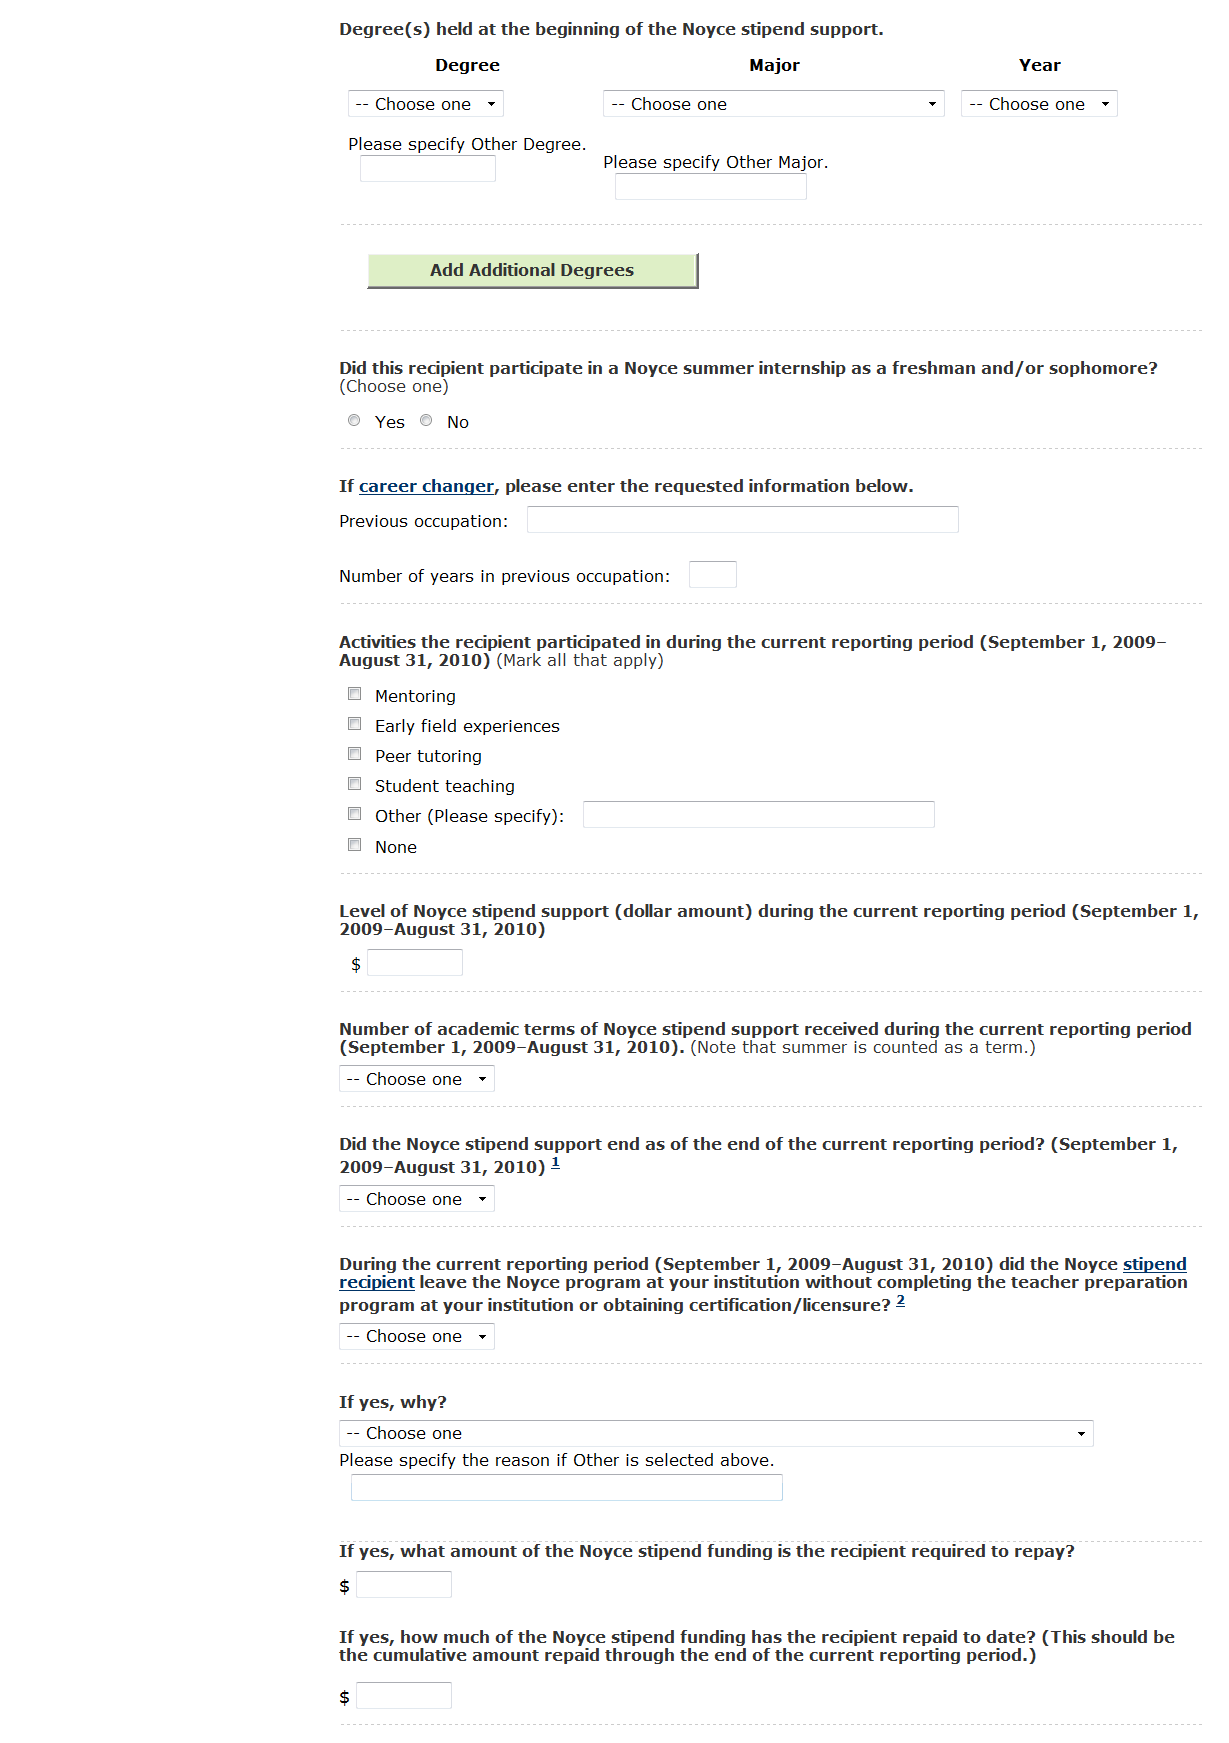 Degree(s) held at the beginning of the Noyce stipend support.
Degree Major Year
-- Choose one -- Choose one -- Choose one
Please specify Other Degree.
Please specify Other Major.
Add Additional Degrees
Did this recipient participate in a Noyce summer internship as a freshman and/or sophomore?
(Choose one)
Yes No
If career changer, please enter the requested information below.
Previous occupation:
Number of years in previous occupation:
Activities the recipient participated in during the current reporting period (September 1, 2009–
August 31, 2010) (Mark all that apply)
Mentoring
Early field experiences
Peer tutoring
Student teaching
Other (Please specify):
None
Level of Noyce stipend support (dollar amount) during the current reporting period (September 1,
2009–August 31, 2010)
$
Number of academic terms of Noyce stipend support received during the current reporting period
(September 1, 2009–August 31, 2010). (Note that summer is counted as a term.)
-- Choose one
Did the Noyce stipend support end as of the end of the current reporting period? (September 1,
2009–August 31, 2010) 1
-- Choose one
During the current reporting period (September 1, 2009–August 31, 2010) did the Noyce stipend
recipient leave the Noyce program at your institution without completing the teacher preparation
program at your institution or obtaining certification/licensure? 2
-- Choose one
If yes, why?
-- Choose one
Please specify the reason if Other is selected above.
If yes, what amount of the Noyce stipend funding is the recipient required to repay?
$
If yes, how much of the Noyce stipend funding has the recipient repaid to date? (This should be
the cumulative amount repaid through the end of the current reporting period.)
$